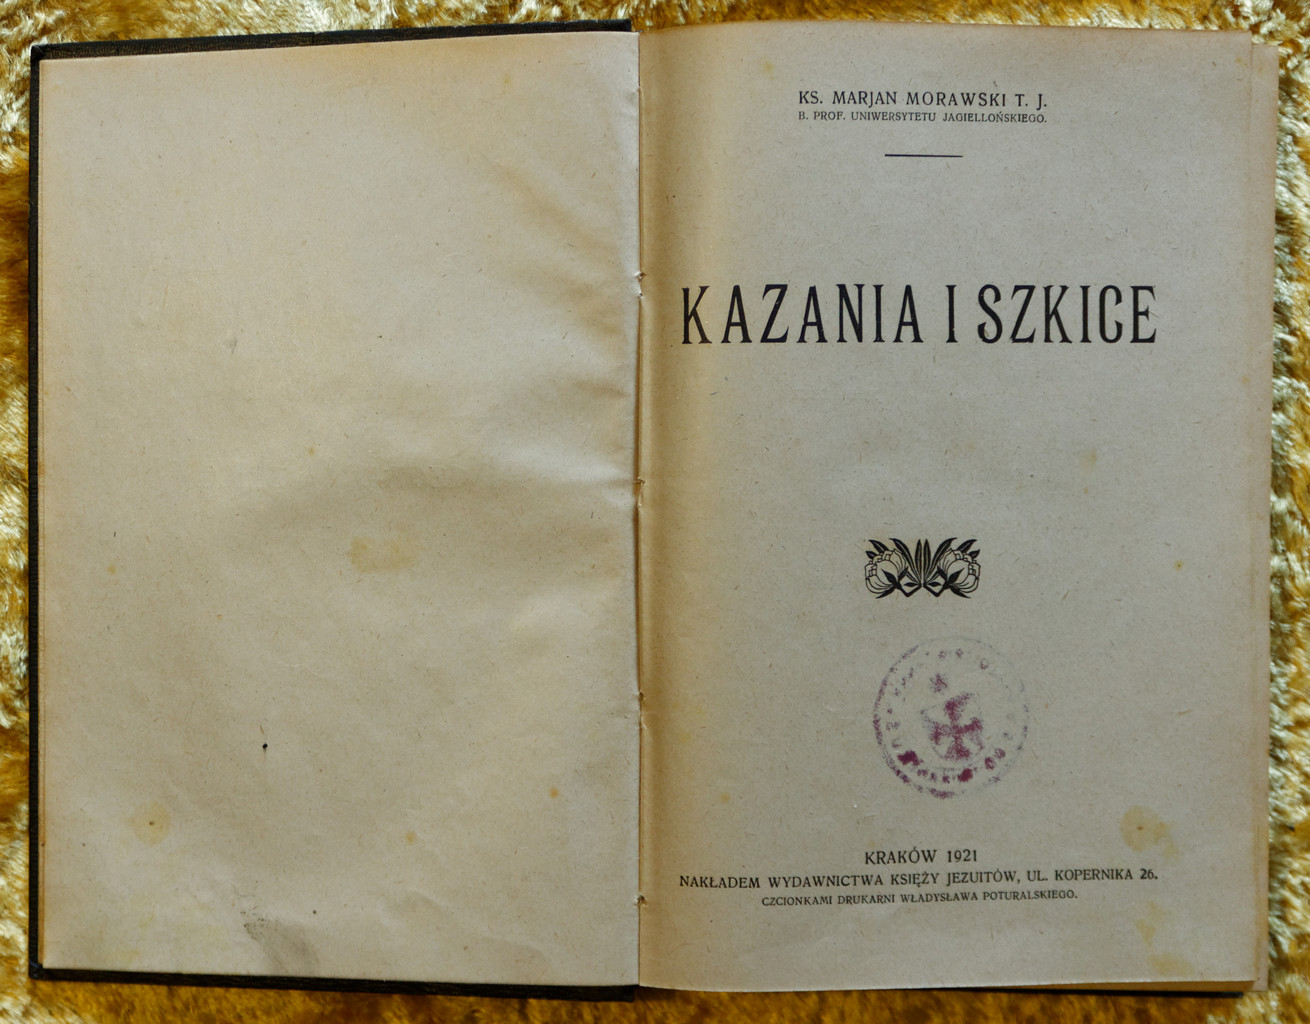 KS. MARJAN MORAWSKI T. J.
B. PROF. UNIWERSYTETU JAGIELLOŃSKIEGO.
KAZANIA I SZKICE
KRAKÓW 1921
NAKŁADEM WYDAWNICTWA KSIĘŻY JEZUITÓW, UL. KOPERNIKA 26.
CZCIONKAMI DRUKARNI WŁADYSŁAWA POTURALSKIEGO.